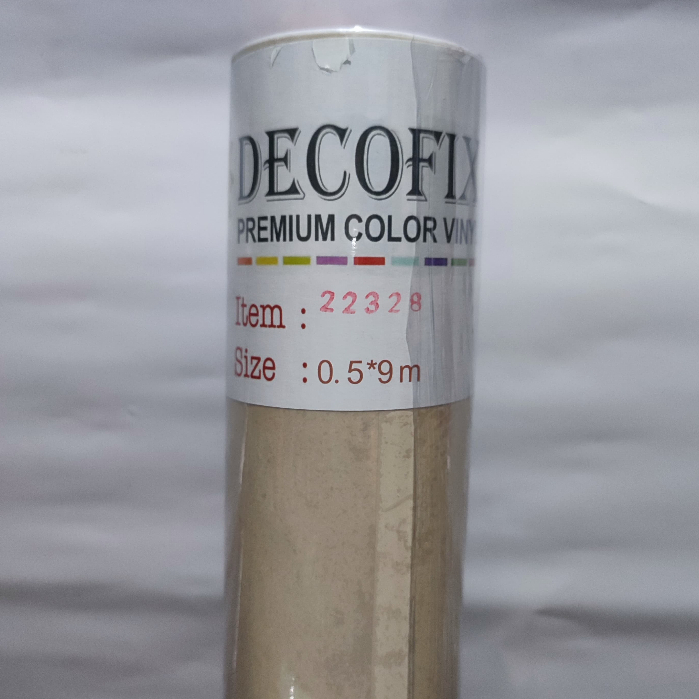 DECOFIX
PREMIUM COLOR VINY
Item : 22328
Size : 0.5*9m